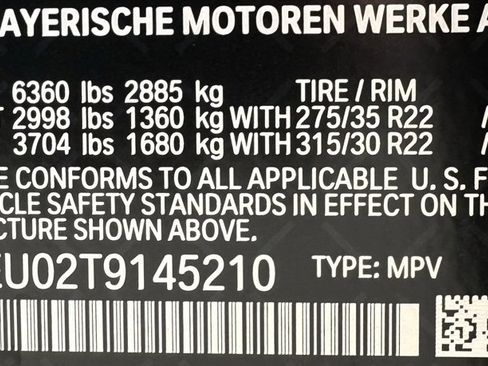 AYERISCHE MOTOREN WERKE A
6360 lbs 2885 kg TIRE / RIM
T 2998 lbs 1360 kg WITH 275/35 R22 /
3704 lbs 1680 kg WITH 315/30 R22 /
E CONFORMS TO ALL APPLICABLE U. S. F
CLE SAFETY STANDARDS IN EFFECT ON TH
CTURE SHOWN ABOVE.
EU02T9145210 TYPE: MPV